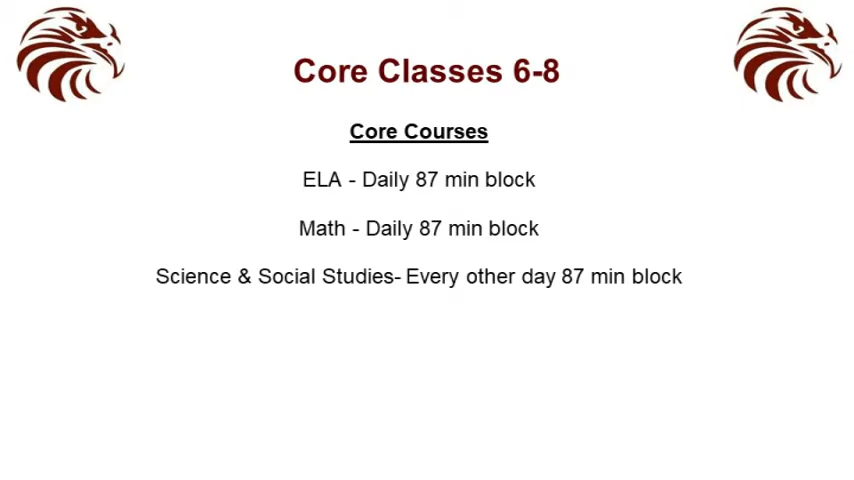 Core Classes 6-8
Core Courses
ELA - Daily 87 min block
Math - Daily 87 min block
Science & Social Studies- Every other day 87 min block